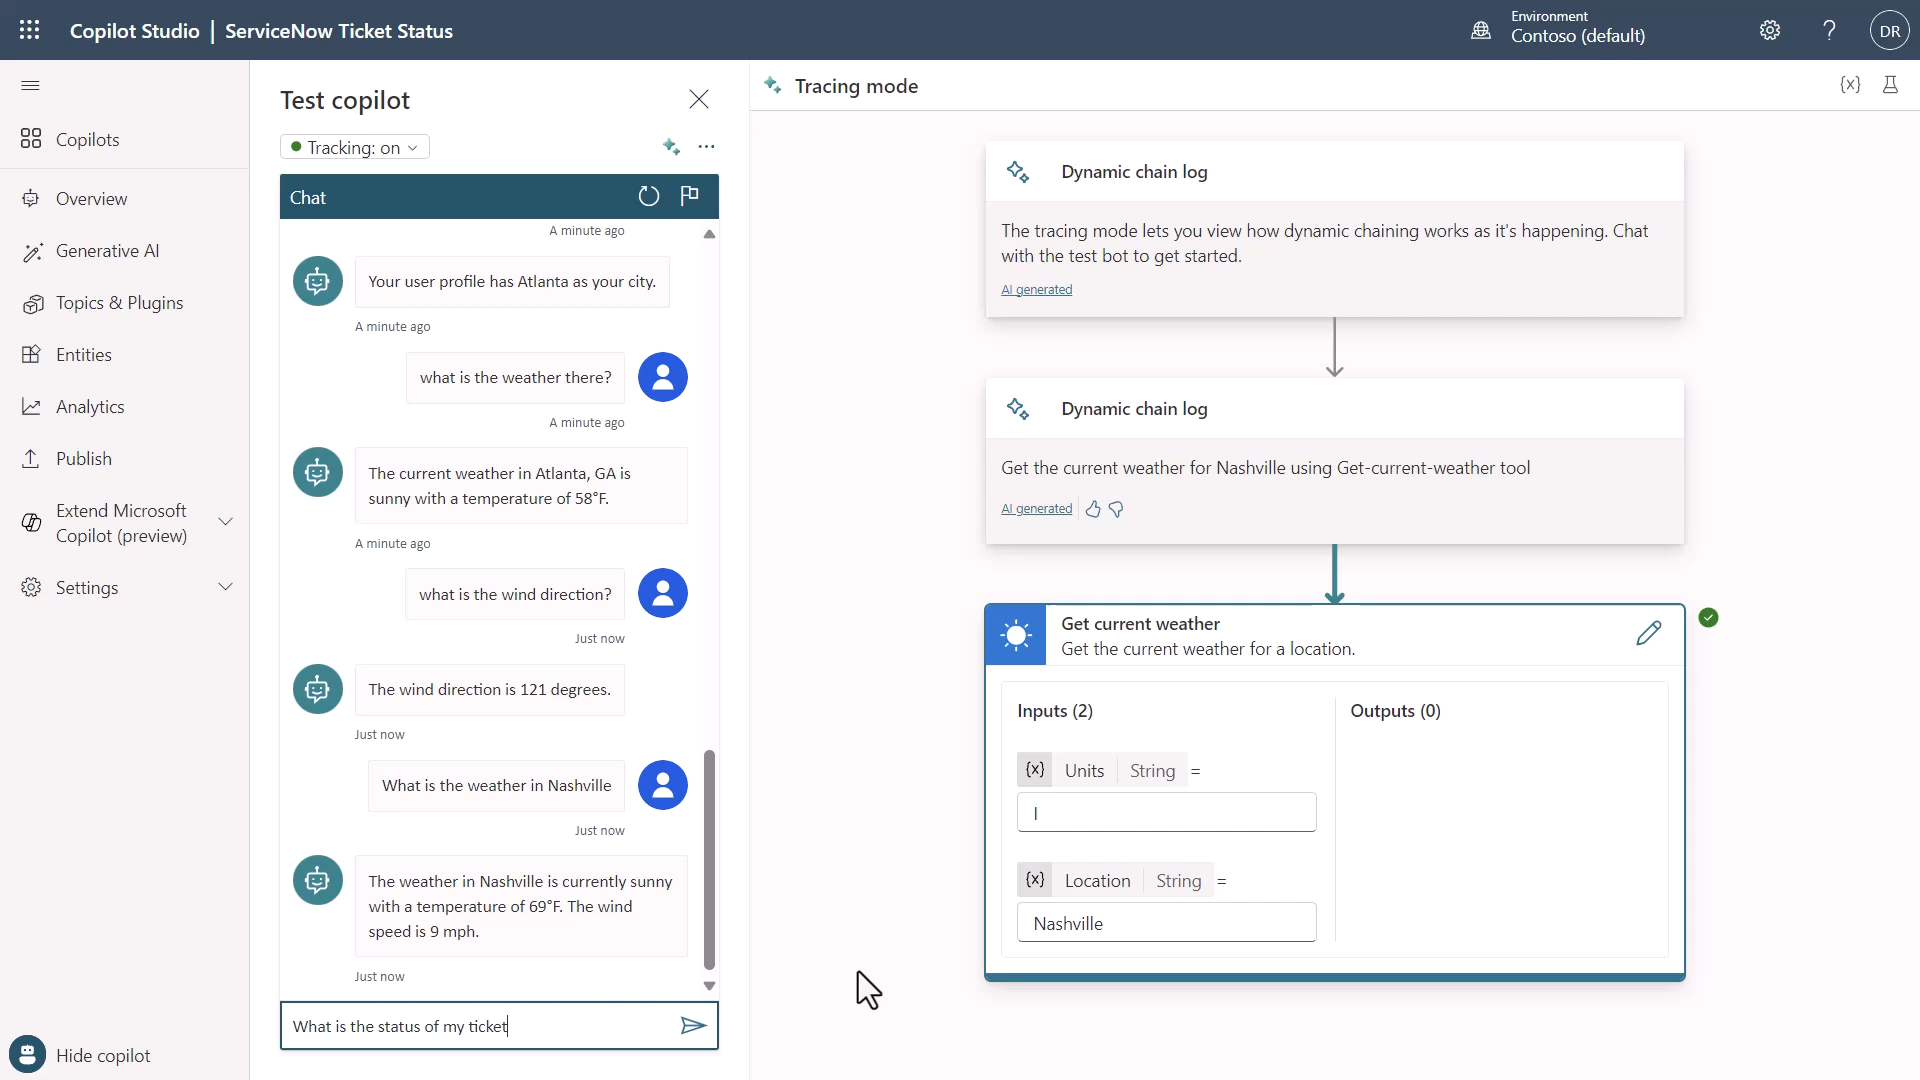 Copilot Studio | ServiceNow Ticket Status
Environment
Contoso (default)
?
DR
Copilots
Overview
Generative AI
Topics & Plugins
Entities
Analytics
Publish
Extend Microsoft
Copilot (preview)
Settings
Hide copilot
Test copilot
Tracking: on
Chat
A minute ago
Your user profile has Atlanta as your city.
A minute ago
what is the weather there?
A minute ago
The current weather in Atlanta, GA is
sunny with a temperature of 58°F.
A minute ago
what is the wind direction?
Just now
The wind direction is 121 degrees.
Just now
What is the weather in Nashville
Just now
The weather in Nashville is currently sunny
with a temperature of 69°F. The wind
speed is 9 mph.
Just now
What is the status of my ticket
Tracing mode
{x}
Dynamic chain log
The tracing mode lets you view how dynamic chaining works as it's happening. Chat
with the test bot to get started.
AI generated
Dynamic chain log
Get the current weather for Nashville using Get-current-weather tool
AI generated
Get current weather
Get the current weather for a location.
Inputs (2)
{x} Units String =
I
{x} Location String =
Nashville
Outputs (0)